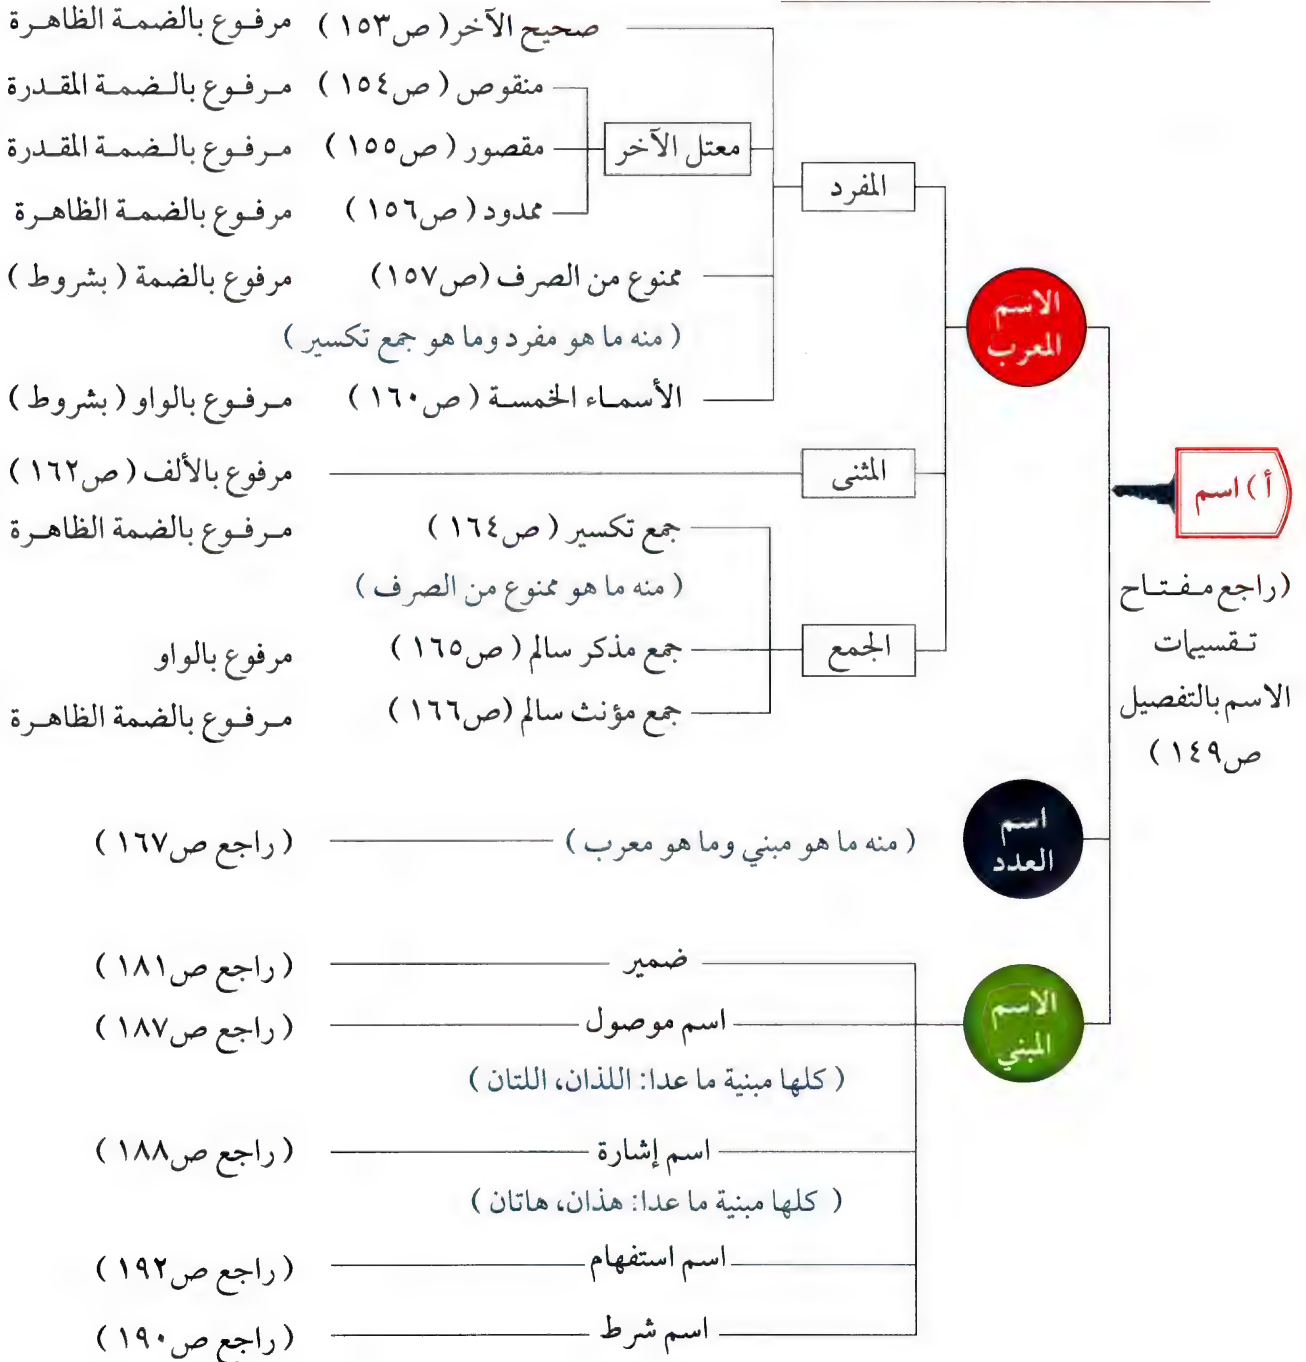 صحيح الآخر ( ص١٥٣ ) مرفوع بالضمة الظاهرة
منقوص ( ص١٥٤ ) مرفوع بالضمة المقدرة
معتل الآخر مقصور ( ص١٥٥ ) مرفوع بالضمة المقدرة
المفرد
ممدود ( ص١٥٦ ) مرفوع بالضمة الظاهرة
ممنوع من الصرف (ص١٥٧) مرفوع بالضمة ( بشروط )
الاسم
المعرب
( منه ما هو مفرد وما هو جمع تكسير )
الأسماء الخمسة ( ص١٦٠ ) مرفوع بالواو ( بشروط )
المثنى مرفوع بالألف ( ص١٦٢ )
أ ) اسم
جمع تكسير ( ص١٦٤ ) مرفوع بالضمة الظاهرة
( منه ما هو ممنوع من الصرف )
(راجع مفتاح
تقسيمات
الاسم بالتفصيل
ص١٤٩ )
الجمع جمع مذكر سالم ( ص١٦٥ ) مرفوع بالواو
جمع مؤنث سالم (ص١٦٦ ) مرفوع بالضمة الظاهرة
اسم
العدد
( منه ما هو مبني وما هو معرب ) ( راجع ص١٦٧ )
ضمير ( راجع ص١٨١ )
الاسم
المبني
اسم موصول ( راجع ص١٨٧ )
( كلها مبنية ما عدا: اللذان، اللتان )
اسم إشارة ( راجع ص١٨٨ )
( كلها مبنية ما عدا: هذان، هاتان )
اسم استفهام ( راجع ص١٩٢ )
اسم شرط ( راجع ص١٩٠ )